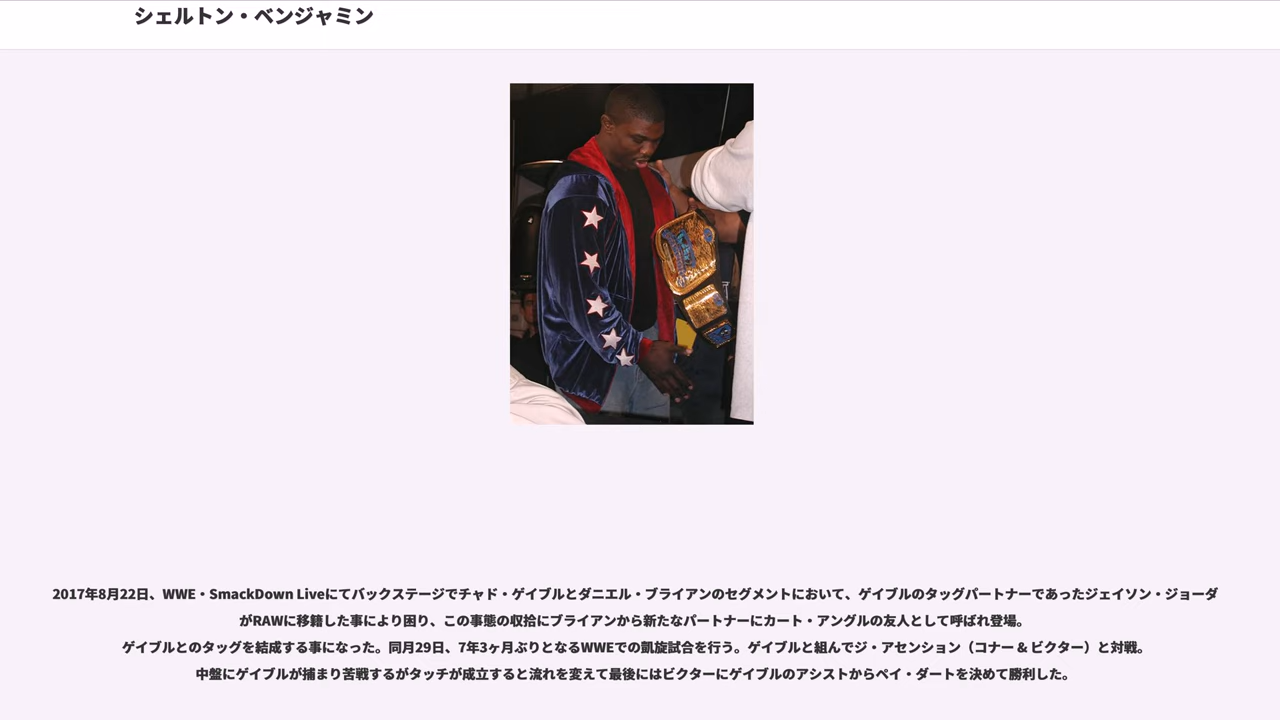 シェルトン・ベンジャミン
2017年8月22日、WWE・SmackDown Liveにてバックステージでチャド・ゲイブルとダニエル・ブライアンのセグメントにおいて、ゲイブルのタッグパートナーであったジェイソン・ジョーダ
がRAWに移籍した事により困り、この事態の収拾にブライアンから新たなパートナーにカート・アングルの友人として呼ばれ登場。
ゲイブルとのタッグを結成する事になった。同月29日、7年3ヶ月ぶりとなるWWEでの凱旋試合を行う。ゲイブルと組んでジ・アセンション（コナー & ビクター）と対戦。
中盤にゲイブルが捕まり苦戦するがタッチが成立すると流れを変えて最後にはビクターにゲイブルのアシストからペイ・ダートを決めて勝利した。